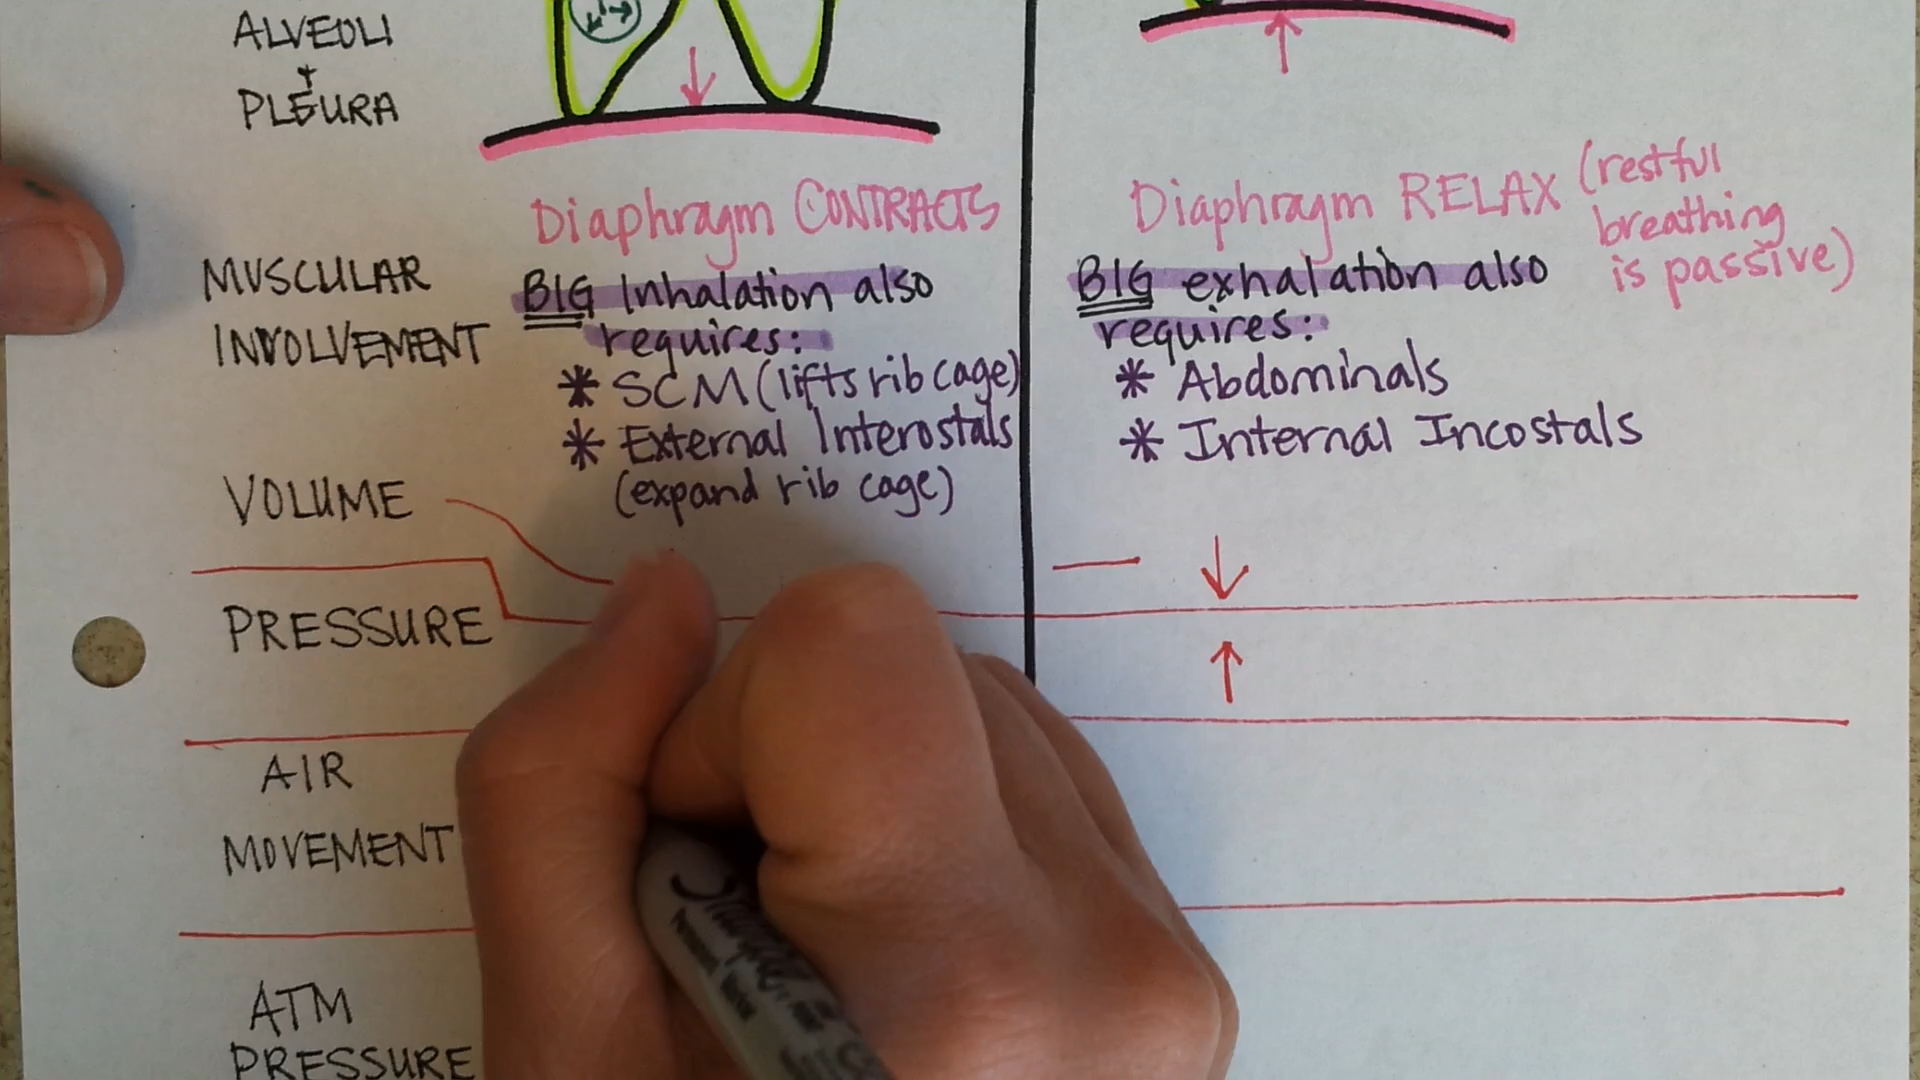 ALVEOLI
+
PLEURA
Diaphragm CONTRACTS
Diaphragm RELAX (restful
breathing
is passive)
MUSCULAR
INVOLVEMENT
BIG Inhalation also
requires:
* SCM (lifts rib cage)
* External Interostals
(expand rib cage)
BIG exhalation also
requires:
* Abdominals
* Internal Incostals
VOLUME
PRESSURE
AIR
MOVEMENT
ATM
PRESSURE